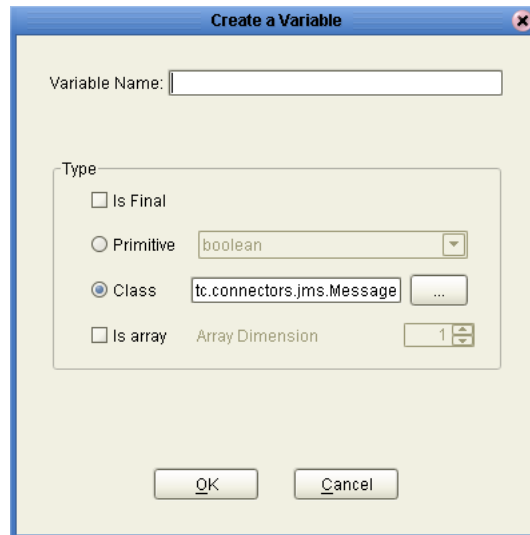 Create a Variable
Variable Name:
Type
Is Final
Primitive boolean
Class tc.connectors.jms.Message ...
Is array Array Dimension 1
OK Cancel